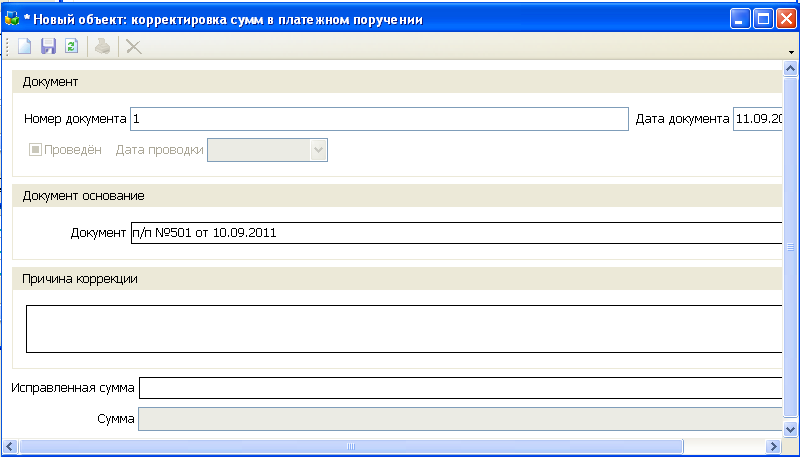 * Новый объект: корректировка сумм в платежном поручении
Документ
Номер документа 1 Дата документа 11.09.20
Проведён Дата проводки
Документ основание
Документ п/п №501 от 10.09.2011
Причина коррекции
Исправленная сумма
Сумма